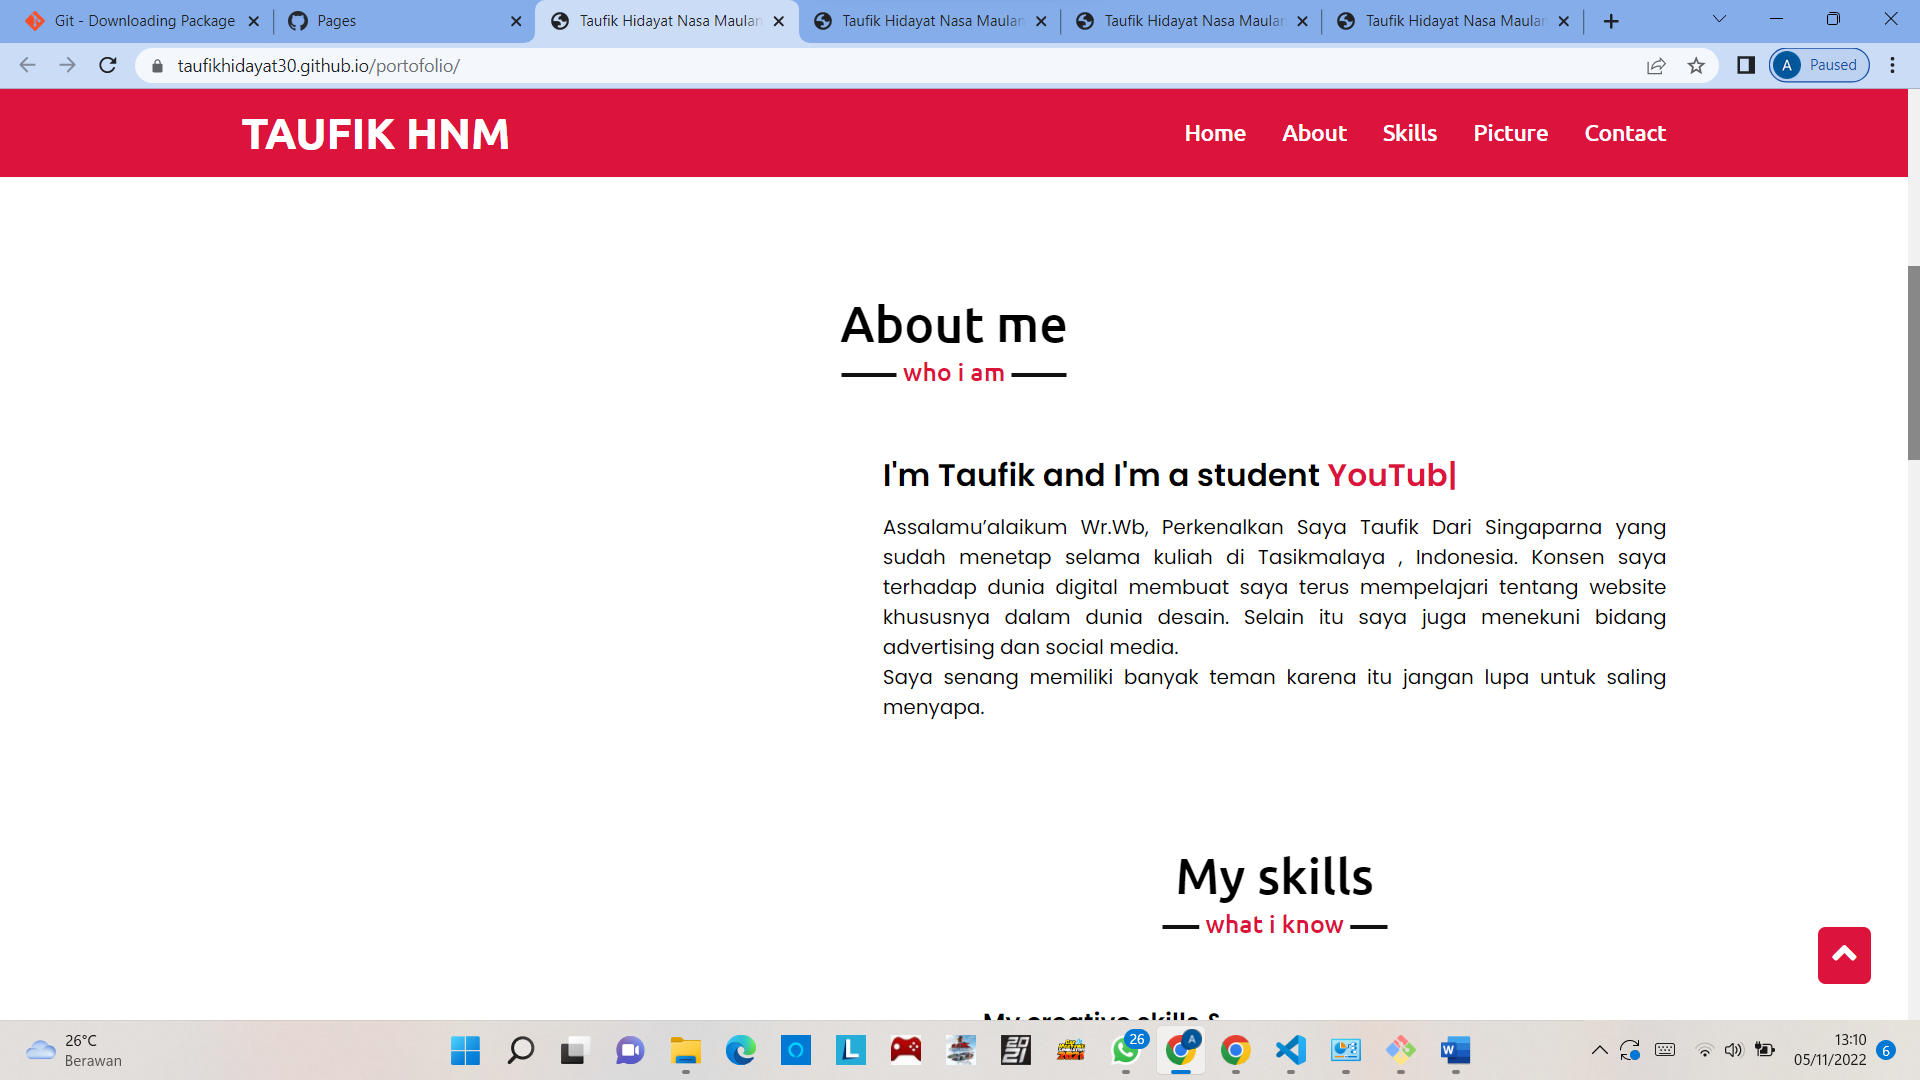 Git - Downloading Package
Pages
Taufik Hidayat Nasa Maulan
Taufik Hidayat Nasa Maulan
Taufik Hidayat Nasa Maulan
Taufik Hidayat Nasa Maulan
taufikhidayat30.github.io/portofolio/
A Paused
TAUFIK HNM
Home About Skills Picture Contact
About me
who i am
I'm Taufik and I'm a student YouTub|
Assalamu’alaikum Wr.Wb, Perkenalkan Saya Taufik Dari Singaparna yang
sudah menetap selama kuliah di Tasikmalaya , Indonesia. Konsen saya
terhadap dunia digital membuat saya terus mempelajari tentang website
khususnya dalam dunia desain. Selain itu saya juga menekuni bidang
advertising dan social media.
Saya senang memiliki banyak teman karena itu jangan lupa untuk saling
menyapa.
My skills
what i know
My creative skills &
26°C
Berawan
L
2021
26
A
W
13:10
05/11/2022
6